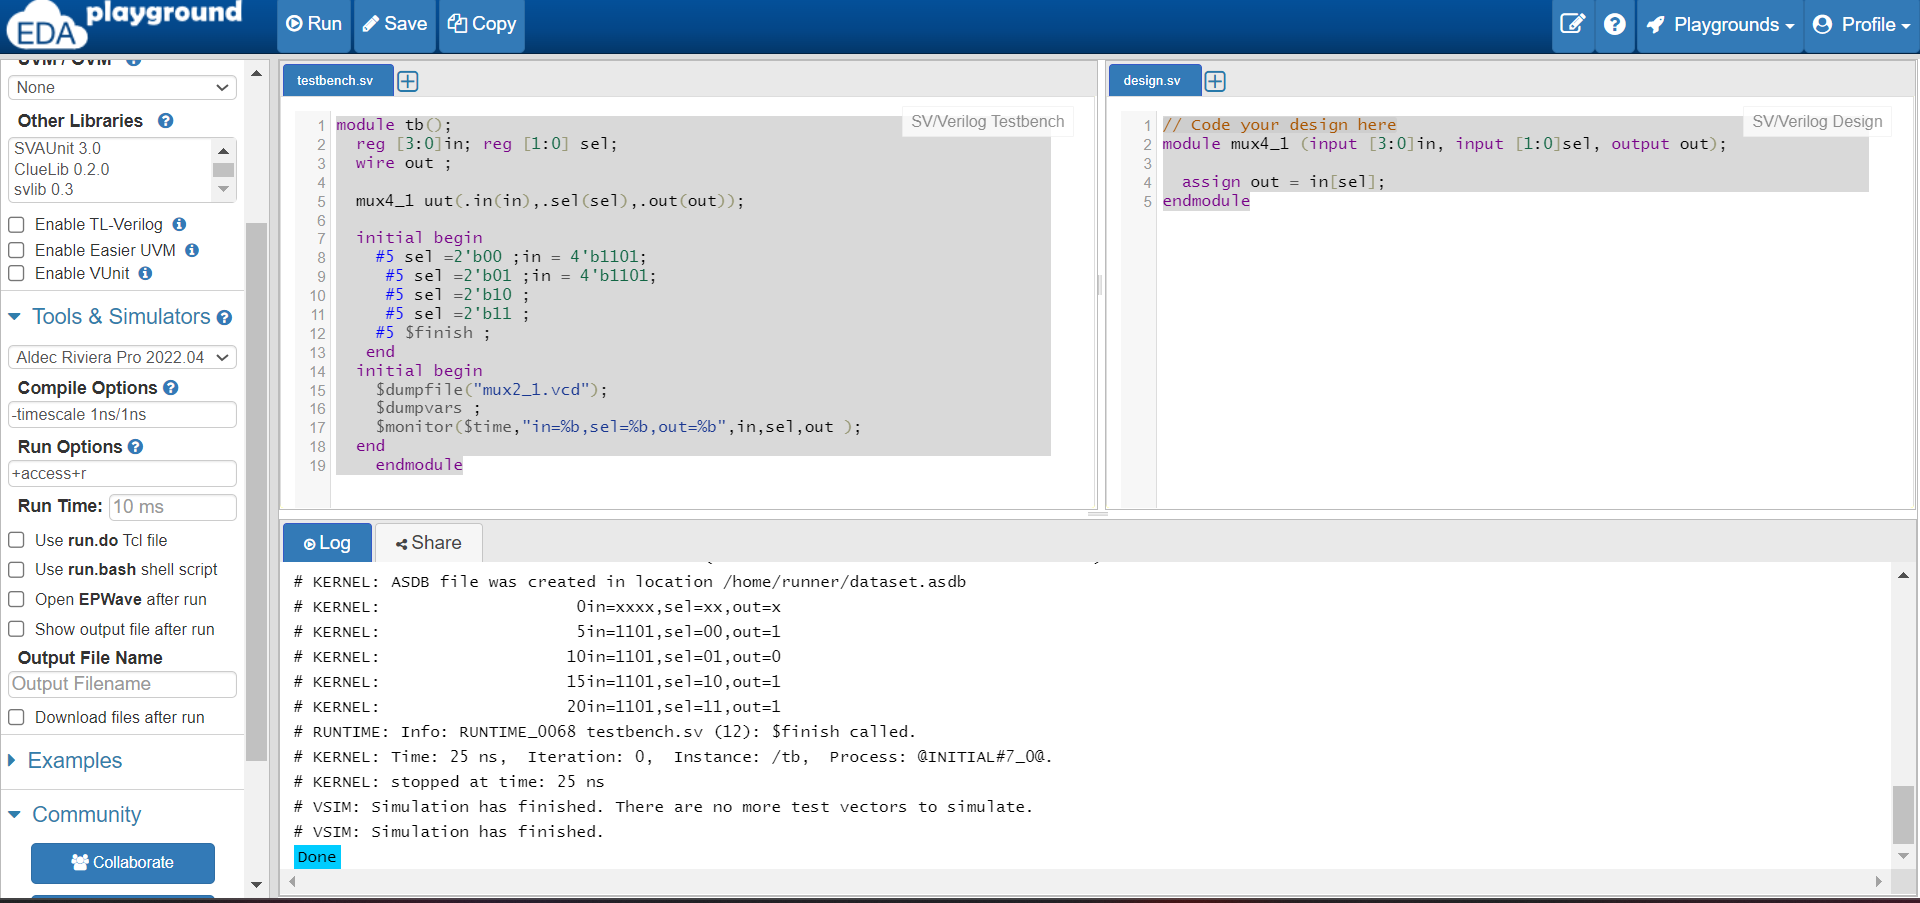 EDA playground
Run
Save
Copy
Playgrounds
Profile
UVM / OVM
None
Other Libraries
SVAUnit 3.0
ClueLib 0.2.0
svlib 0.3
Enable TL-Verilog
Enable Easier UVM
Enable VUnit
Tools & Simulators
Aldec Riviera Pro 2022.04
Compile Options
-timescale 1ns/1ns
Run Options
+access+r
Run Time: 10 ms
Use run.do Tcl file
Use run.bash shell script
Open EPWave after run
Show output file after run
Output File Name
Output Filename
Download files after run
Examples
Community
Collaborate
testbench.sv
SV/Verilog Testbench
1 module tb();
2 reg [3:0]in; reg [1:0] sel;
3 wire out ;
4
5 mux4_1 uut(.in(in),.sel(sel),.out(out));
6
7 initial begin
8 #5 sel =2'b00 ;in = 4'b1101;
9 #5 sel =2'b01 ;in = 4'b1101;
10 #5 sel =2'b10 ;
11 #5 sel =2'b11 ;
12 #5 $finish ;
13 end
14 initial begin
15 $dumpfile("mux2_1.vcd");
16 $dumpvars ;
17 $monitor($time,"in=%b,sel=%b,out=%b",in,sel,out );
18 end
19 endmodule
design.sv
SV/Verilog Design
1 // Code your design here
2 module mux4_1 (input [3:0]in, input [1:0]sel, output out);
3
4 assign out = in[sel];
5 endmodule
Log
Share
# KERNEL: ASDB file was created in location /home/runner/dataset.asdb
# KERNEL: 0in=xxxx,sel=xx,out=x
# KERNEL: 5in=1101,sel=00,out=1
# KERNEL: 10in=1101,sel=01,out=0
# KERNEL: 15in=1101,sel=10,out=1
# KERNEL: 20in=1101,sel=11,out=1
# RUNTIME: Info: RUNTIME_0068 testbench.sv (12): $finish called.
# KERNEL: Time: 25 ns, Iteration: 0, Instance: /tb, Process: @INITIAL#7_0@.
# KERNEL: stopped at time: 25 ns
# VSIM: Simulation has finished. There are no more test vectors to simulate.
# VSIM: Simulation has finished.
Done